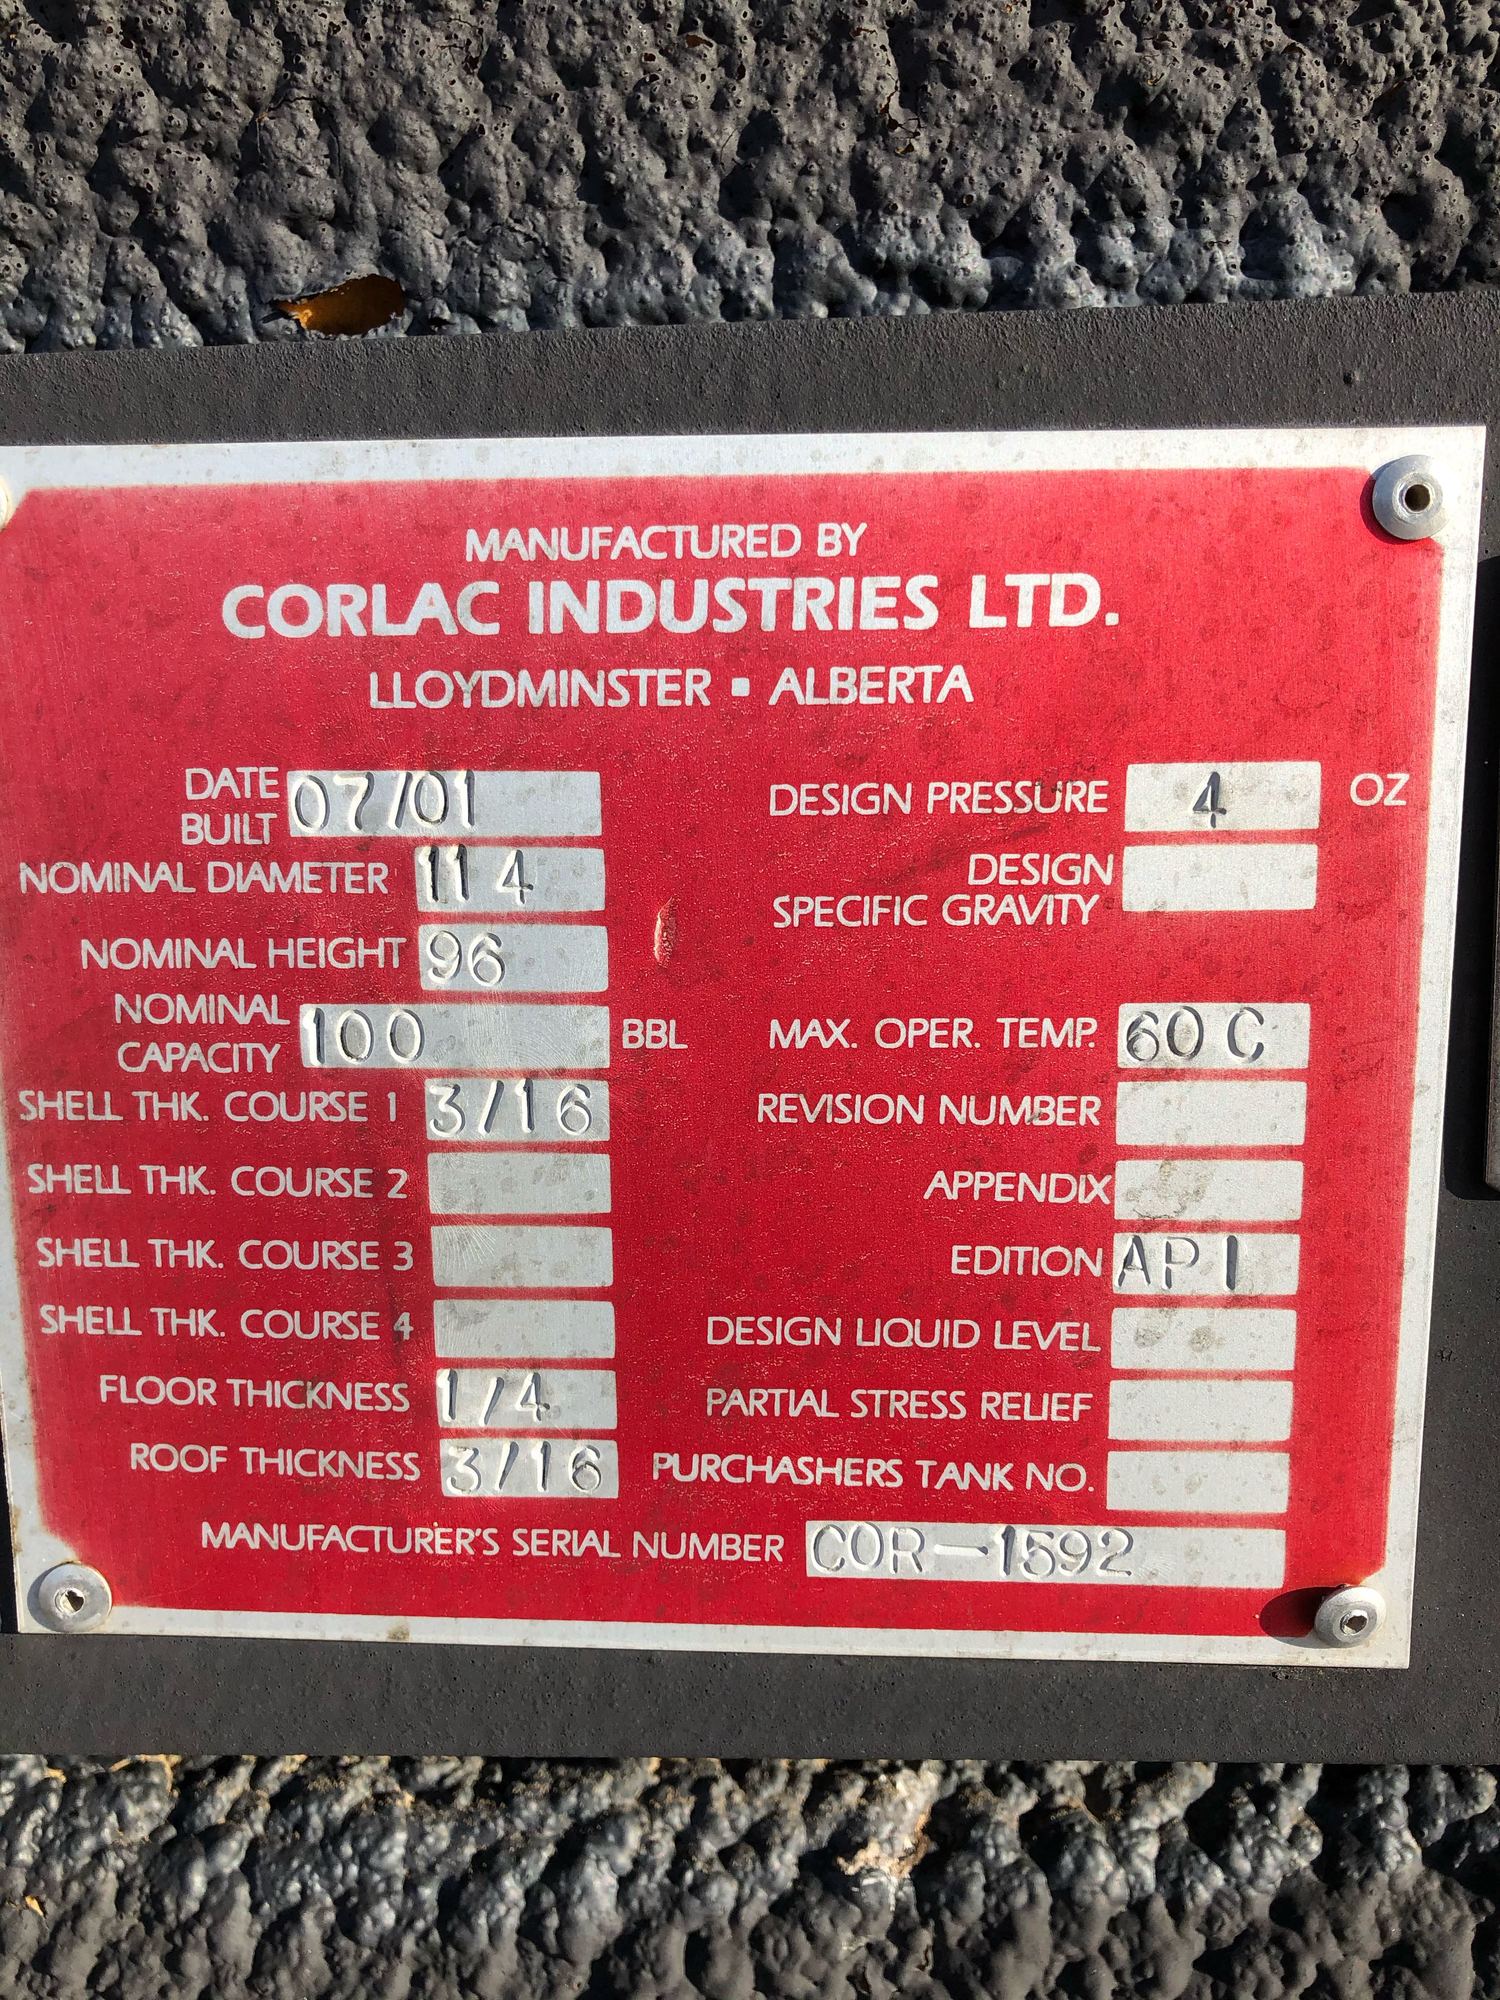 MANUFACTURED BY
CORLAC INDUSTRIES LTD.
LLOYDMINSTER ▪ ALBERTA
DATE BUILT 07/01
NOMINAL DIAMETER 114
NOMINAL HEIGHT 96
NOMINAL CAPACITY 100 BBL
SHELL THK. COURSE 1 3/16
SHELL THK. COURSE 2
SHELL THK. COURSE 3
SHELL THK. COURSE 4
FLOOR THICKNESS 1/4
ROOF THICKNESS 3/16
DESIGN PRESSURE 4 OZ
DESIGN
SPECIFIC GRAVITY
MAX. OPER. TEMP. 60 C
REVISION NUMBER
APPENDIX
EDITION API
DESIGN LIQUID LEVEL
PARTIAL STRESS RELIEF
PURCHASHERS TANK NO.
MANUFACTURER'S SERIAL NUMBER COR-1592